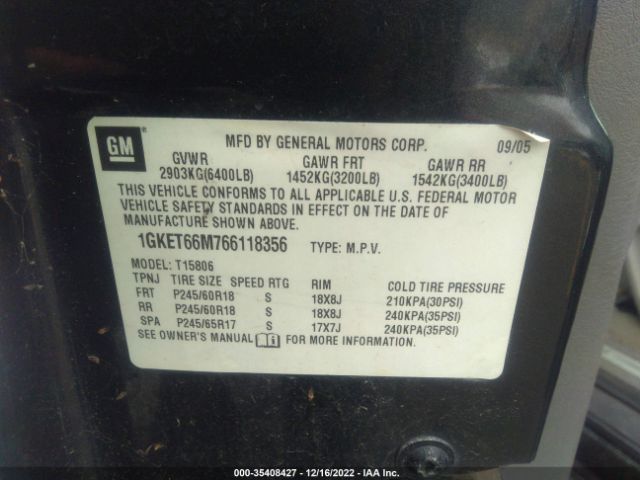 GM
MFD BY GENERAL MOTORS CORP. 09/05
GVWR GAWR FRT GAWR RR
2903KG(6400LB) 1452KG(3200LB) 1542KG(3400LB)
THIS VEHICLE CONFORMS TO ALL APPLICABLE U.S. FEDERAL MOTOR
VEHICLE SAFETY STANDARDS IN EFFECT ON THE DATE OF
MANUFACTURE SHOWN ABOVE.
1GKET66M766118356 TYPE: M.P.V.
MODEL: T15806
TPNJ TIRE SIZE SPEED RTG RIM COLD TIRE PRESSURE
FRT P245/60R18 S 18X8J 210KPA(30PSI)
RR P245/60R18 S 18X8J 240KPA(35PSI)
SPA P245/65R17 S 17X7J 240KPA(35PSI)
SEE OWNER'S MANUAL FOR MORE INFORMATION.
000-35408427 - 12/16/2022 - IAA Inc.